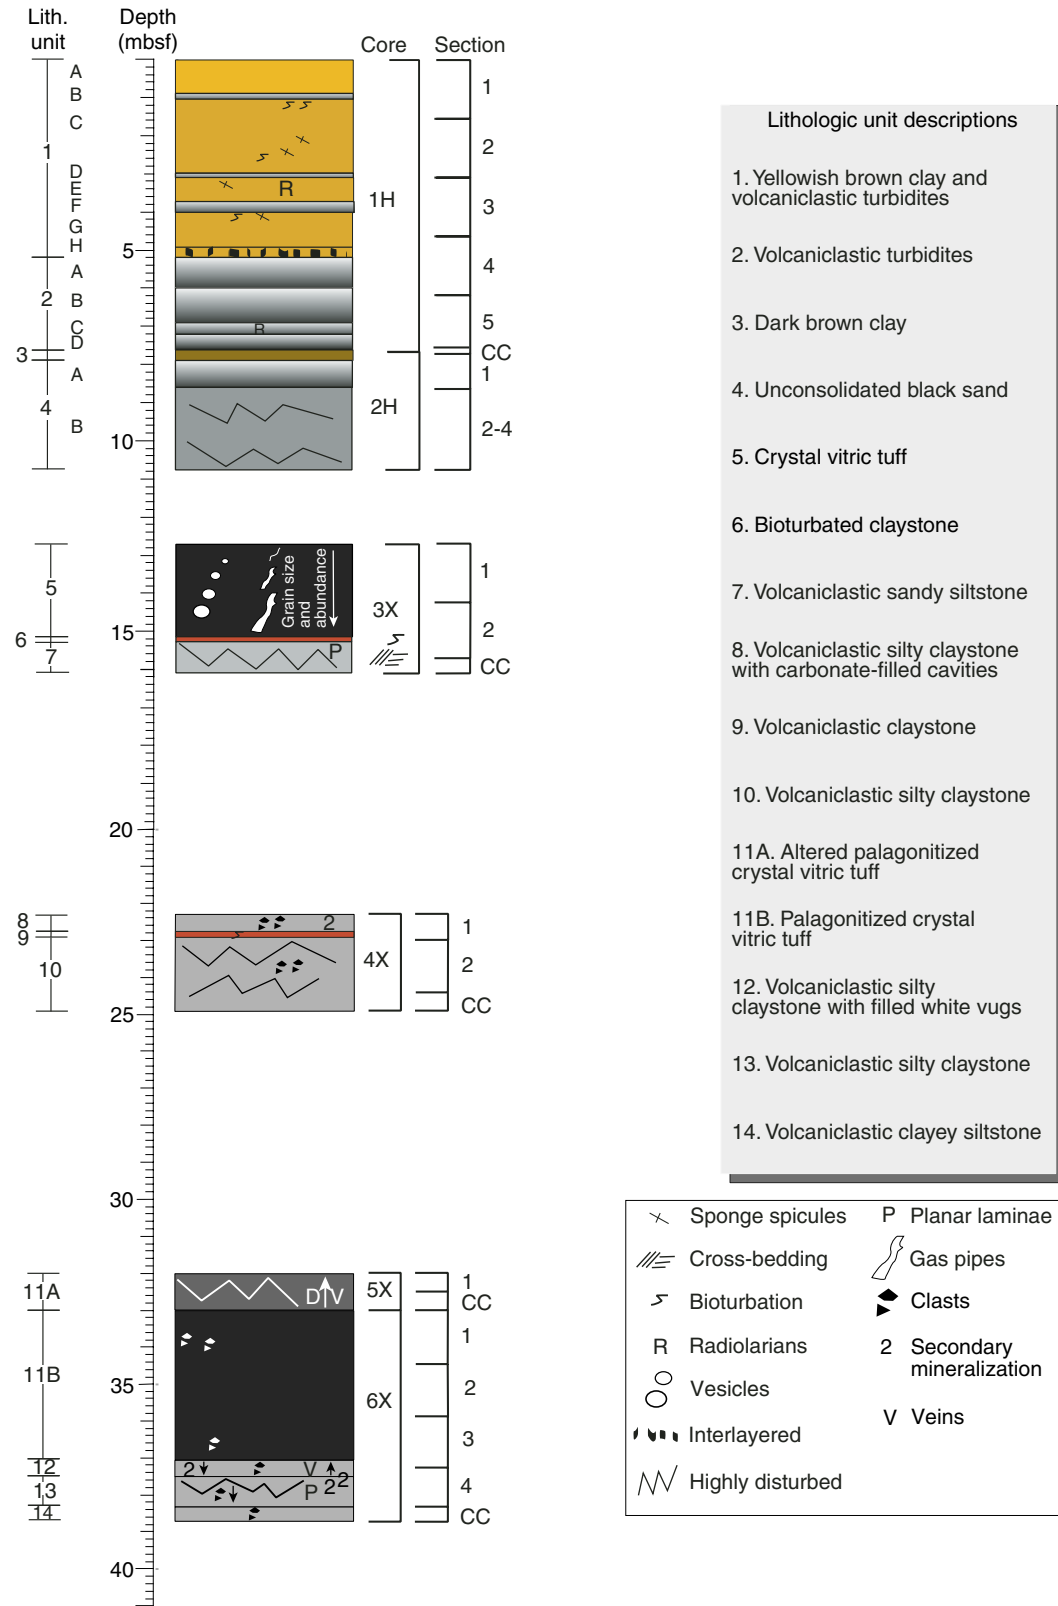 Lith. unit
Depth (mbsf)
Core
Section
A
B
C
1
D
E
F
G
H
5
A
2
B
C
D
3
A
4
B
10
R
R
1H
2H
1
2
3
4
5
CC
1
2-4
5
6
7
15
Grain size and abundance
P
3X
1
2
CC
20
8
9
10
25
2
4X
1
2
CC
30
11A
11B
12
13
14
35
40
D V
2
V
2
P
2
5X
6X
1
CC
1
2
3
4
CC
Lithologic unit descriptions
1. Yellowish brown clay and
volcaniclastic turbidites
2. Volcaniclastic turbidites
3. Dark brown clay
4. Unconsolidated black sand
5. Crystal vitric tuff
6. Bioturbated claystone
7. Volcaniclastic sandy siltstone
8. Volcaniclastic silty claystone
with carbonate-filled cavities
9. Volcaniclastic claystone
10. Volcaniclastic silty claystone
11A. Altered palagonitized
crystal vitric tuff
11B. Palagonitized crystal
vitric tuff
12. Volcaniclastic silty
claystone with filled white vugs
13. Volcaniclastic silty claystone
14. Volcaniclastic clayey siltstone
Sponge spicules
Cross-bedding
Bioturbation
R Radiolarians
Vesicles
Interlayered
Highly disturbed
P Planar laminae
Gas pipes
Clasts
2 Secondary
mineralization
V Veins